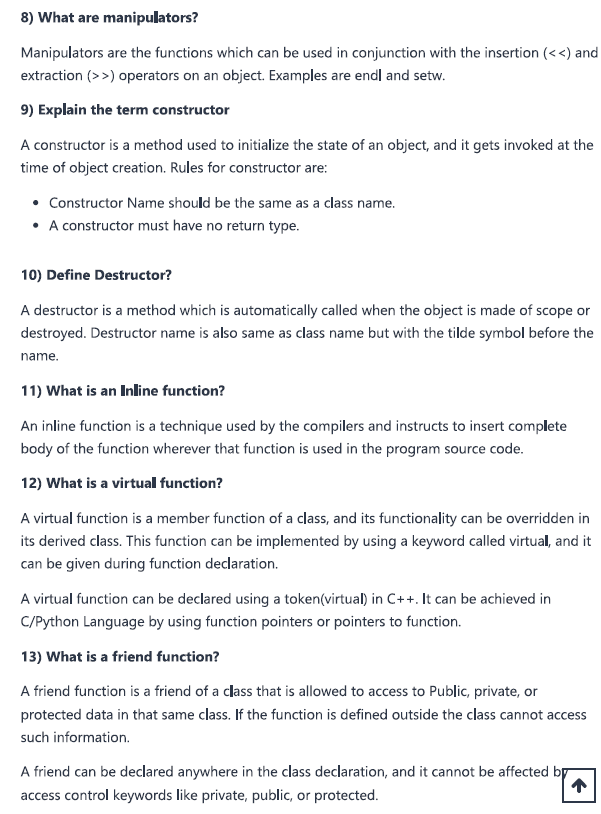 8) What are manipulators?
Manipulators are the functions which can be used in conjunction with the insertion (<<) and
extraction (>>) operators on an object. Examples are endl and setw.
9) Explain the term constructor
A constructor is a method used to initialize the state of an object, and it gets invoked at the
time of object creation. Rules for constructor are:
• Constructor Name should be the same as a class name.
• A constructor must have no return type.
10) Define Destructor?
A destructor is a method which is automatically called when the object is made of scope or
destroyed. Destructor name is also same as class name but with the tilde symbol before the
name.
11) What is an Inline function?
An inline function is a technique used by the compilers and instructs to insert complete
body of the function wherever that function is used in the program source code.
12) What is a virtual function?
A virtual function is a member function of a class, and its functionality can be overridden in
its derived class. This function can be implemented by using a keyword called virtual, and it
can be given during function declaration.
A virtual function can be declared using a token(virtual) in C++. It can be achieved in
C/Python Language by using function pointers or pointers to function.
13) What is a friend function?
A friend function is a friend of a class that is allowed to access to Public, private, or
protected data in that same class. If the function is defined outside the class cannot access
such information.
A friend can be declared anywhere in the class declaration, and it cannot be affected by
access control keywords like private, public, or protected.